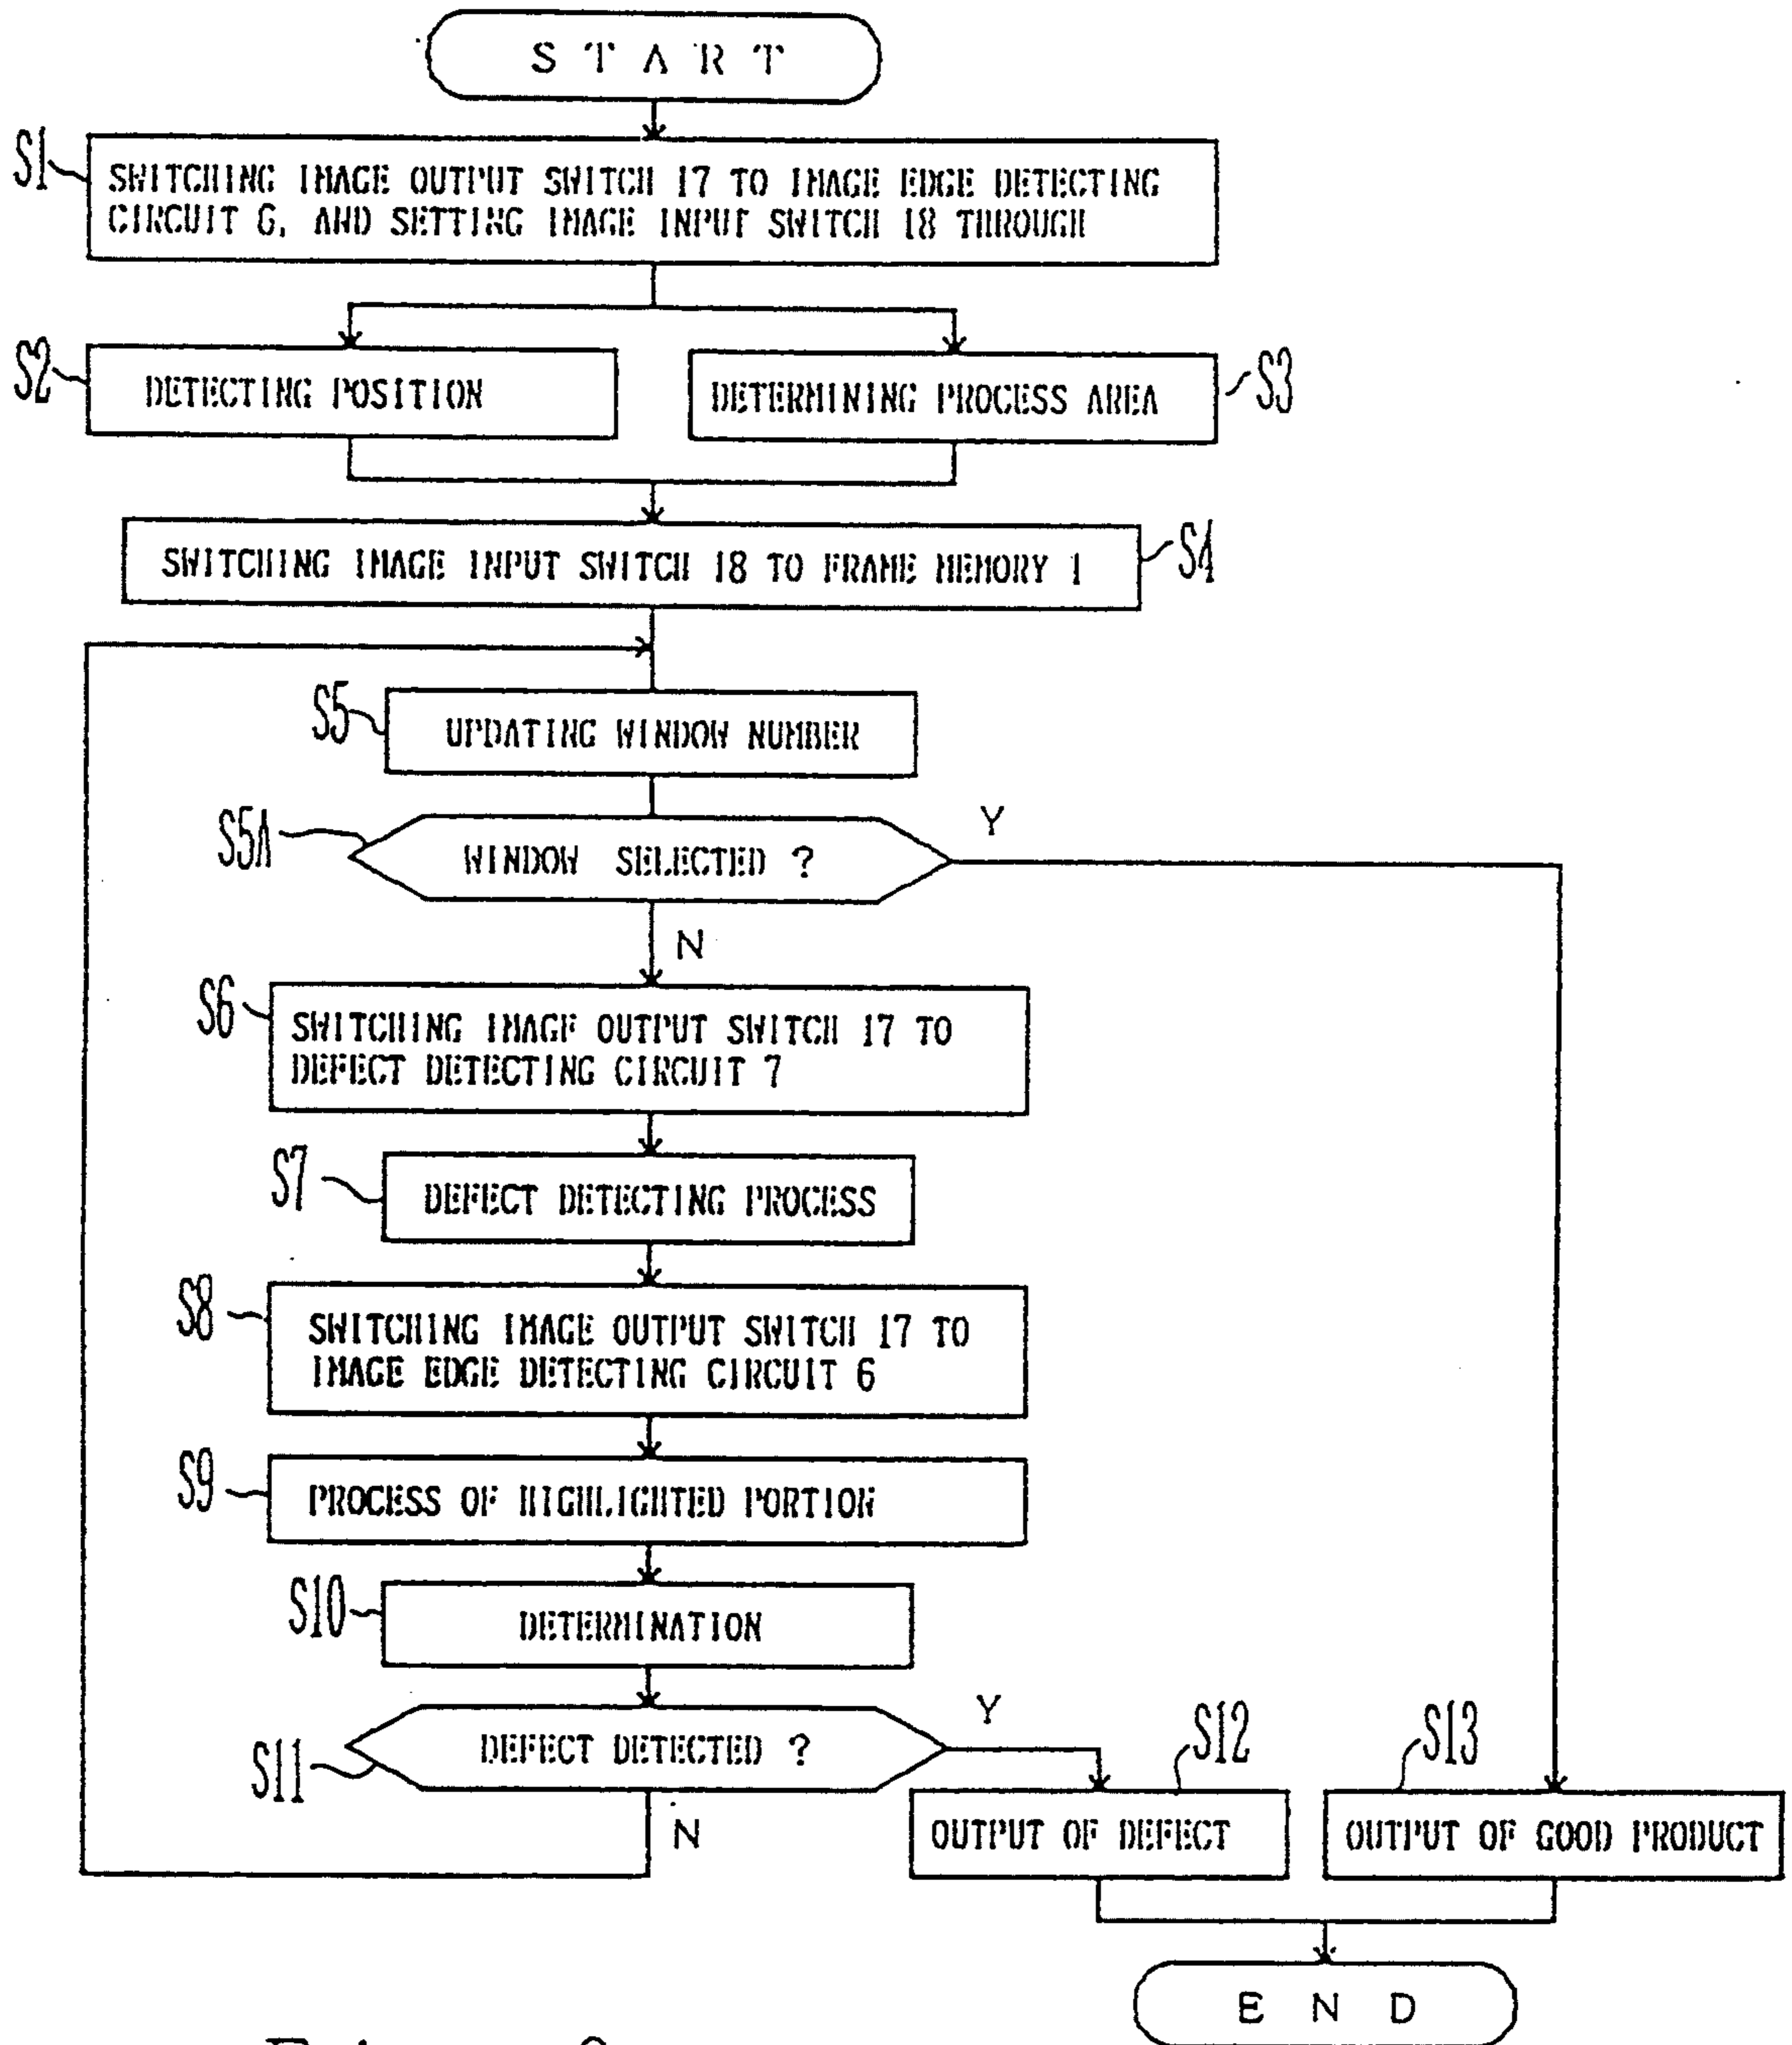 START
S1
SWITCHING IMAGE OUTPUT SWITCH 17 TO IMAGE EDGE DETECTING
CIRCUIT 6, AND SETTING IMAGE INPUT SWITCH 18 THROUGH
S2
DETECTING POSITION
DETERMINING PROCESS AREA
S3
SWITCHING IMAGE INPUT SWITCH 18 TO FRAME MEMORY 1
S4
S5
UPDATING WINDOW NUMBER
S5A
WINDOW SELECTED ?
Y
N
S6
SWITCHING IMAGE OUTPUT SWITCH 17 TO
DEFECT DETECTING CIRCUIT 7
S7
DEFECT DETECTING PROCESS
S8
SWITCHING IMAGE OUTPUT SWITCH 17 TO
IMAGE EDGE DETECTING CIRCUIT 6
S9
PROCESS OF HIGHLIGHTED PORTION
S10
DETERMINATION
S11
DEFECT DETECTED ?
Y
N
S12
OUTPUT OF DEFECT
S13
OUTPUT OF GOOD PRODUCT
END